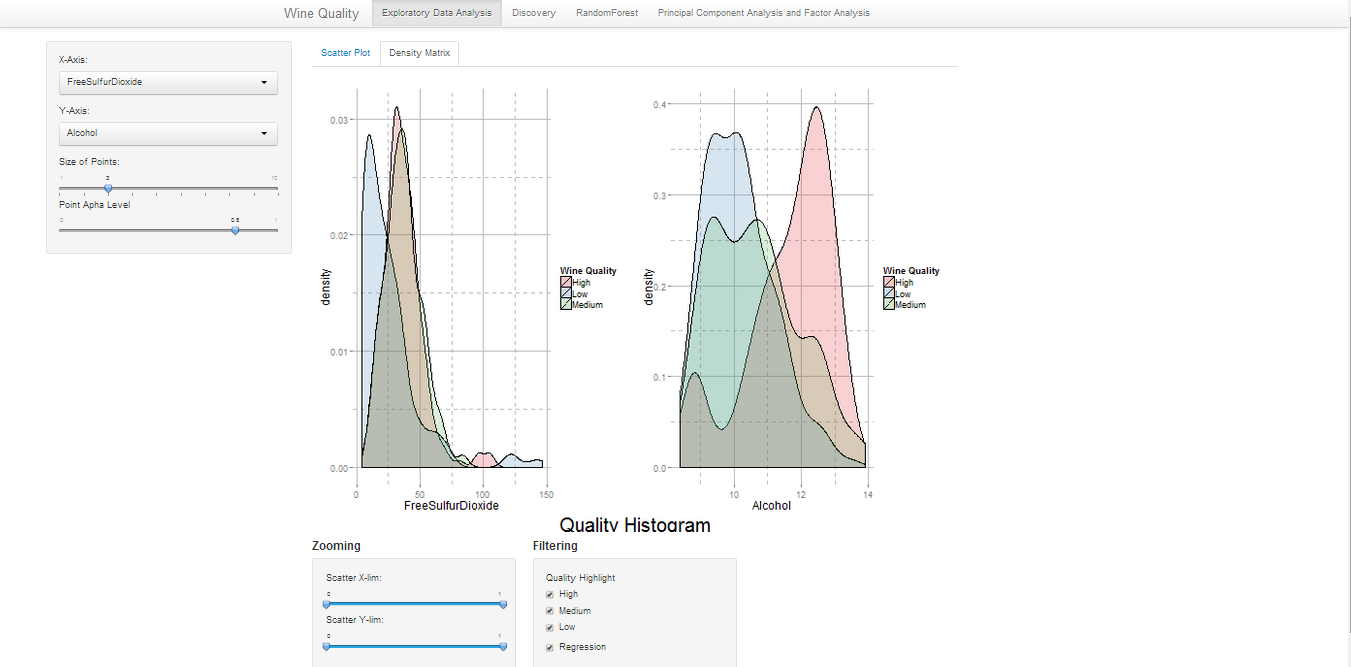 Wine Quality Exploratory Data Analysis Discovery RandomForest Principal Component Analysis and Factor Analysis
X-Axis:
FreeSulfurDioxide
Y-Axis:
Alcohol
Size of Points:
1 2 10
Point Apha Level
0 0.8 1
Scatter Plot Density Matrix
0.03
0.02
0.01
0.00
density
0 50 100 150
FreeSulfurDioxide
Wine Quality
High
Low
Medium
0.4
0.3
0.2
0.1
0.0
density
10 12 14
Alcohol
Wine Quality
High
Low
Medium
Quality Histogram
Zooming
Scatter X-lim:
0 1
Scatter Y-lim:
0 1
Filtering
Quality Highlight
High
Medium
Low
Regression